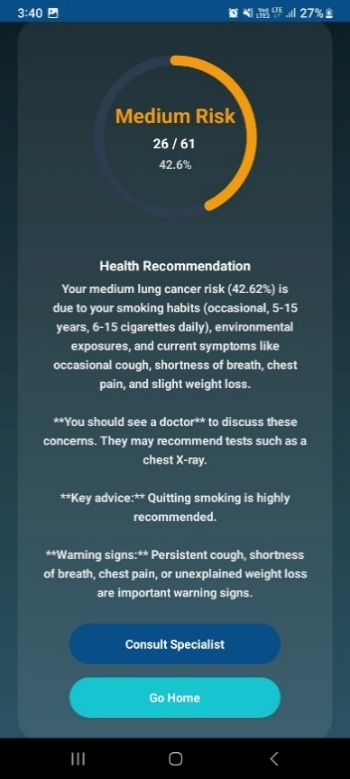 3:40
LTE
27%
Medium Risk
26 / 61
42.6%
Health Recommendation
Your medium lung cancer risk (42.62%) is
due to your smoking habits (occasional, 5-15
years, 6-15 cigarettes daily), environmental
exposures, and current symptoms like
occasional cough, shortness of breath, chest
pain, and slight weight loss.
**You should see a doctor** to discuss these
concerns. They may recommend tests such as a
chest X-ray.
**Key advice:** Quitting smoking is highly
recommended.
**Warning signs:** Persistent cough, shortness
of breath, chest pain, or unexplained weight loss
are important warning signs.
Consult Specialist
Go Home